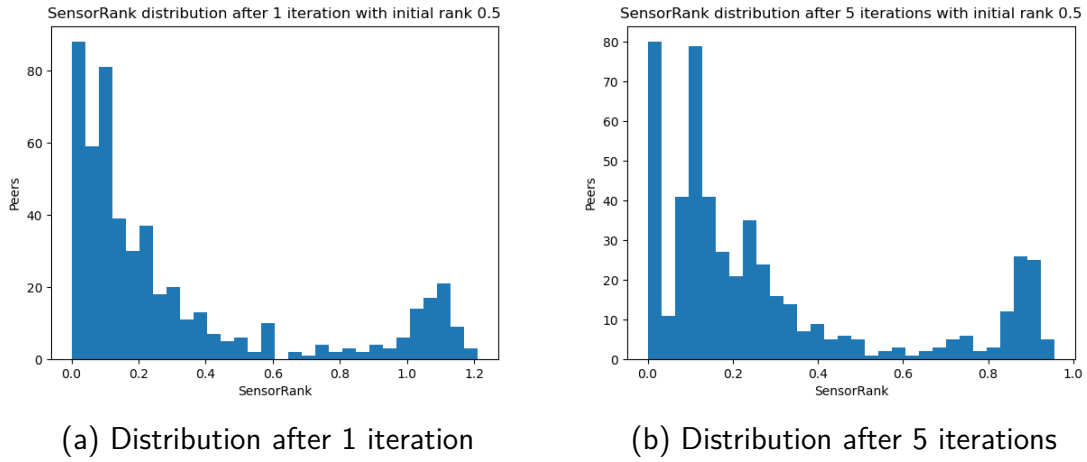 SensorRank distribution after 1 iteration with initial rank 0.5
80
60
40
20
0
Peers
0.0 0.2 0.4 0.6 0.8 1.0 1.2
SensorRank
(a) Distribution after 1 iteration
SensorRank distribution after 5 iterations with initial rank 0.5
80
70
60
50
40
30
20
10
0
Peers
0.0 0.2 0.4 0.6 0.8 1.0
SensorRank
(b) Distribution after 5 iterations